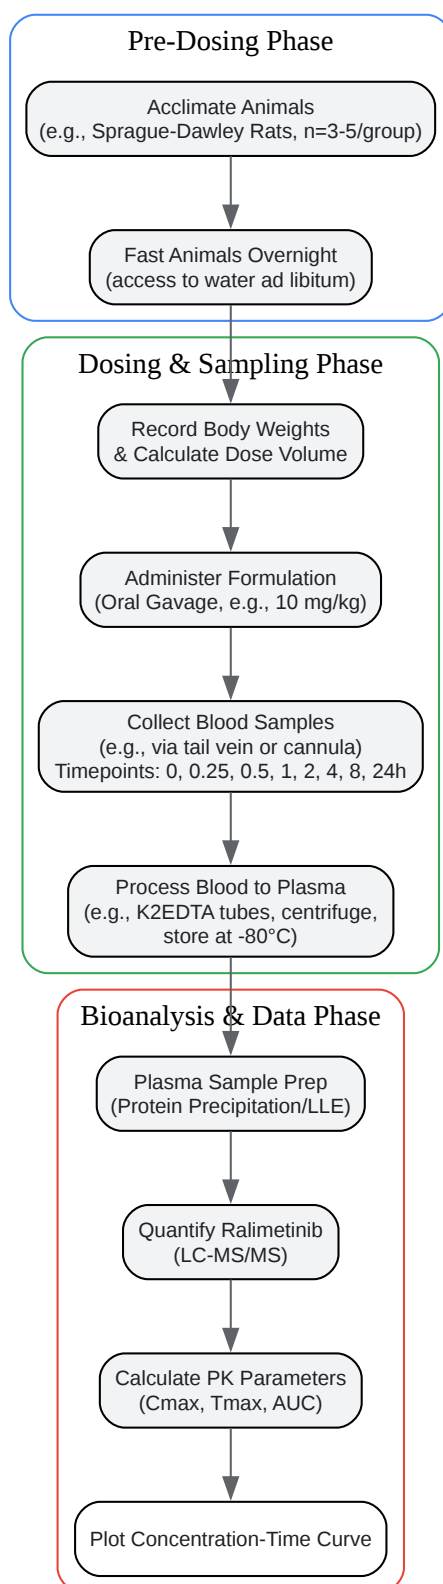 Pre-Dosing Phase
Acclimate Animals
(e.g., Sprague-Dawley Rats, n=3-5/group)
Fast Animals Overnight
(access to water ad libitum)
Dosing & Sampling Phase
Record Body Weights
& Calculate Dose Volume
Administer Formulation
(Oral Gavage, e.g., 10 mg/kg)
Collect Blood Samples
(e.g., via tail vein or cannula)
Timepoints: 0, 0.25, 0.5, 1, 2, 4, 8, 24h
Process Blood to Plasma
(e.g., K2EDTA tubes, centrifuge,
store at -80°C)
Bioanalysis & Data Phase
Plasma Sample Prep
(Protein Precipitation/LLE)
Quantify Ralimetinib
(LC-MS/MS)
Calculate PK Parameters
(Cmax, Tmax, AUC)
Plot Concentration-Time Curve